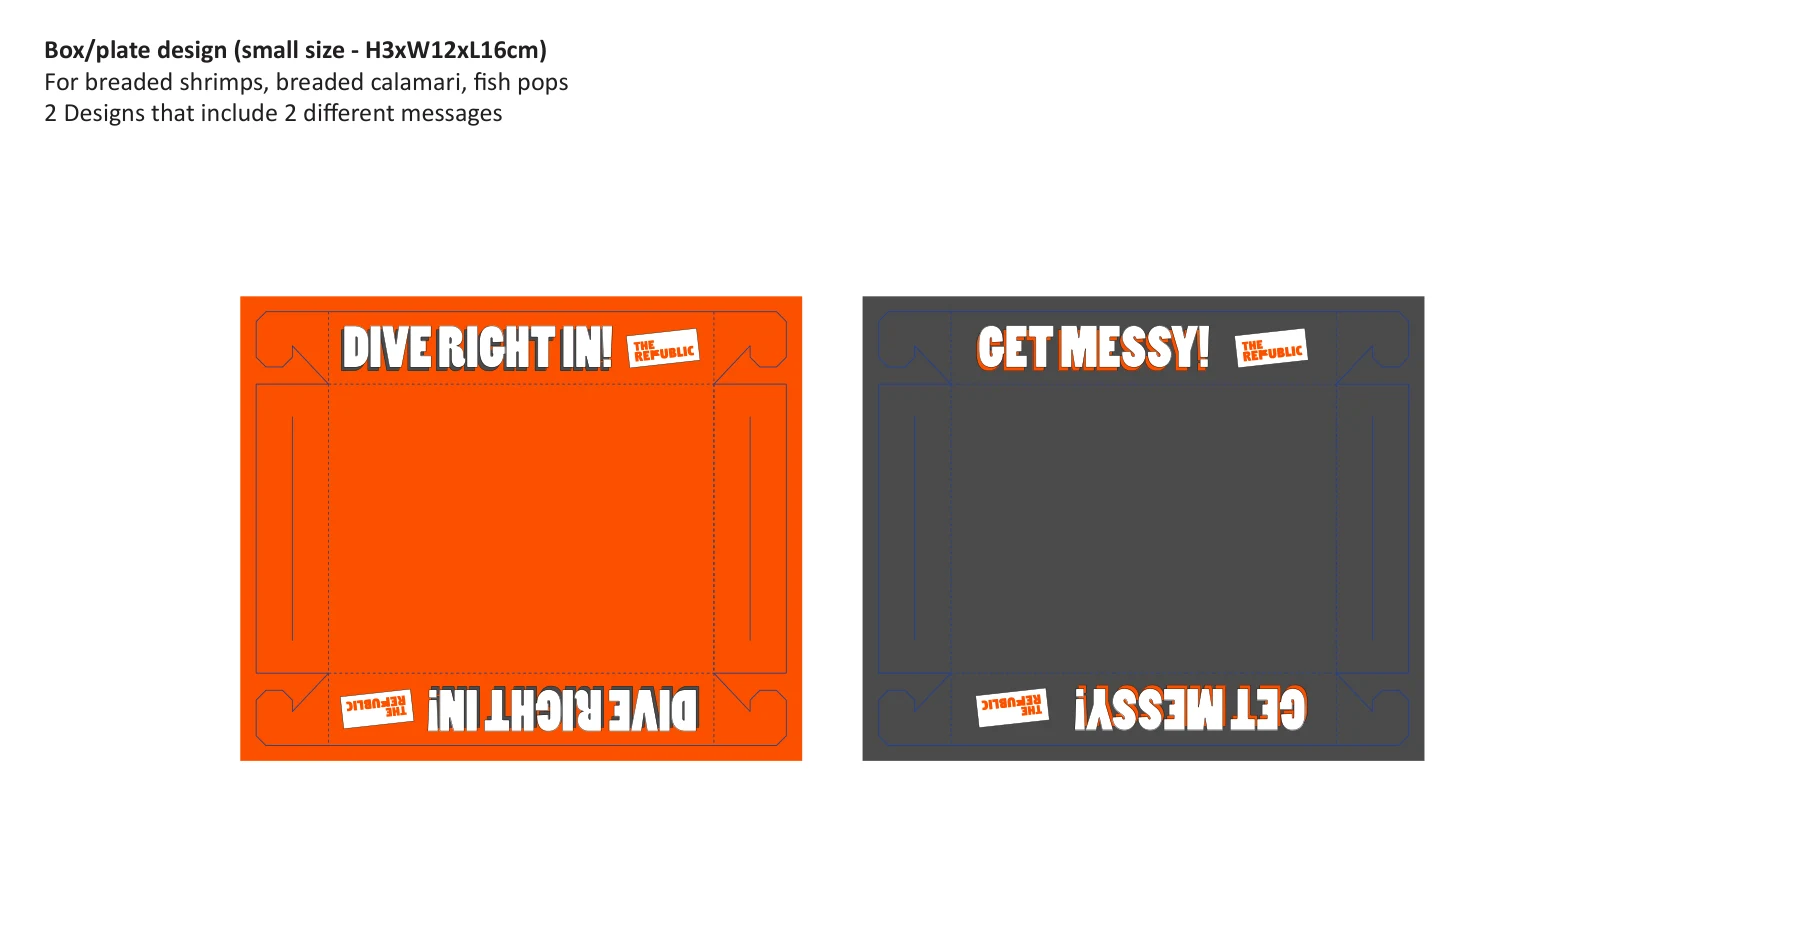 Box/plate design (small size - H3xW12xL16cm)
For breaded shrimps, breaded calamari, fish pops
2 Designs that include 2 different messages
DIVE RIGHT IN!
THE
REPUBLIC
THE
REPUBLIC
DIVE RIGHT IN!
GET MESSY!
THE
REPUBLIC
THE
REPUBLIC
GET MESSY!